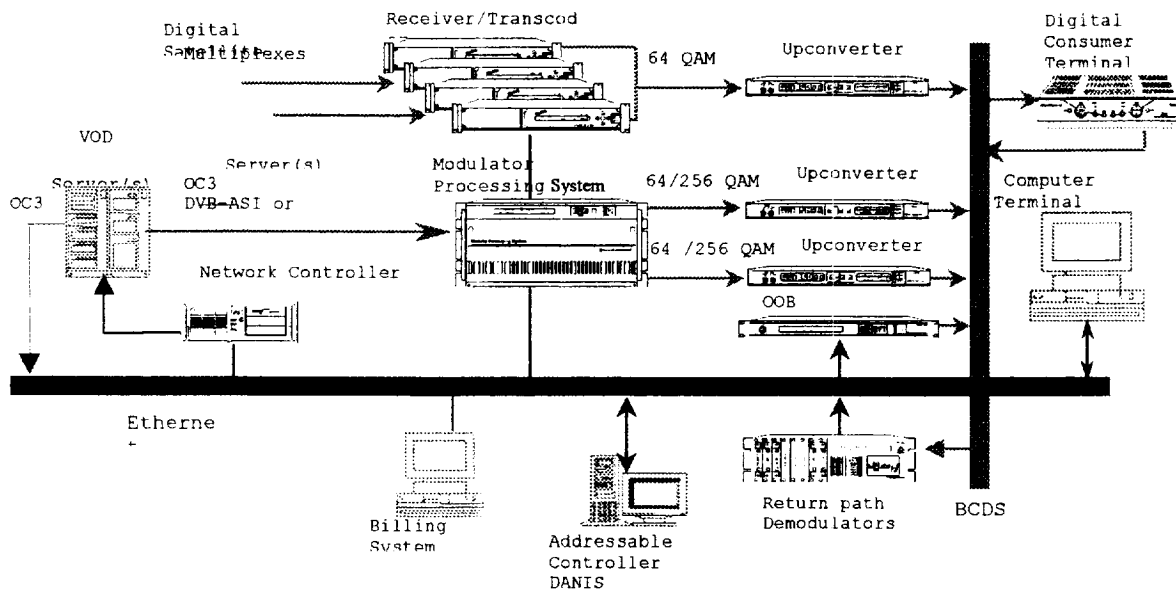 Digital
Satellite
Multiplexes
Receiver/Transcod
64 QAM
Upconverter
Digital
Consumer
Terminal
VOD
Server(s)
OC3
Server(s)
OC3
DVB-ASI or
Modulator
Processing System
64/256 QAM
Upconverter
Computer
Terminal
64 /256 QAM
Upconverter
Network Controller
OOB
Etherne
Billing
System
Addressable
Controller
DANIS
Return path
Demodulators
BCDS